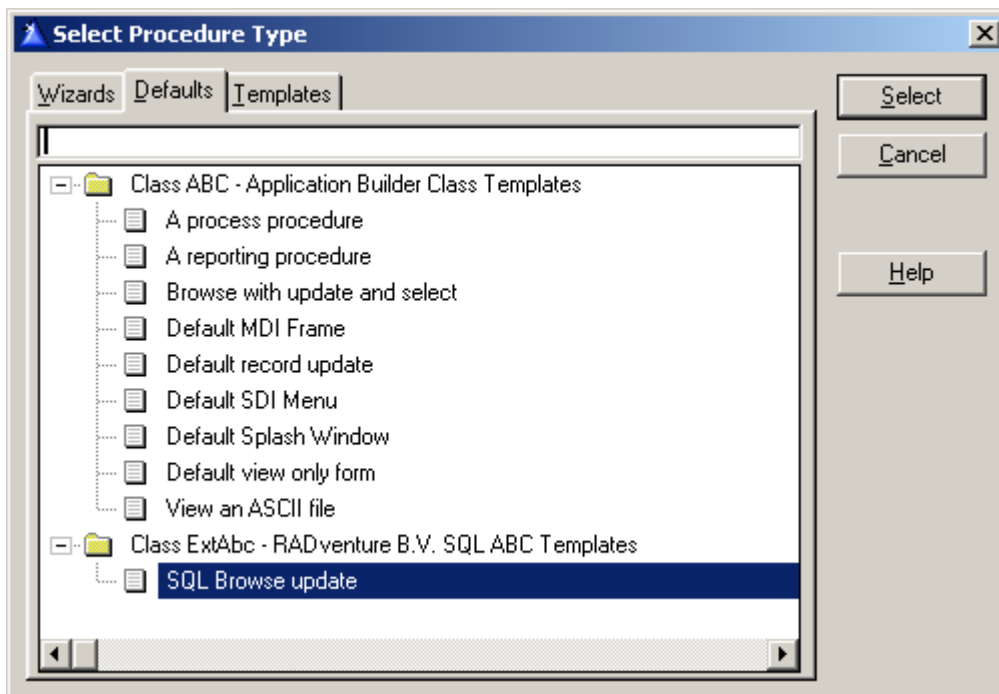 Select Procedure Type
Wizards Defaults Templates
Select
Cancel
Help
Class ABC - Application Builder Class Templates
A process procedure
A reporting procedure
Browse with update and select
Default MDI Frame
Default record update
Default SDI Menu
Default Splash Window
Default view only form
View an ASCII file
Class ExtAbc - RADventure B.V. SQL ABC Templates
SQL Browse update